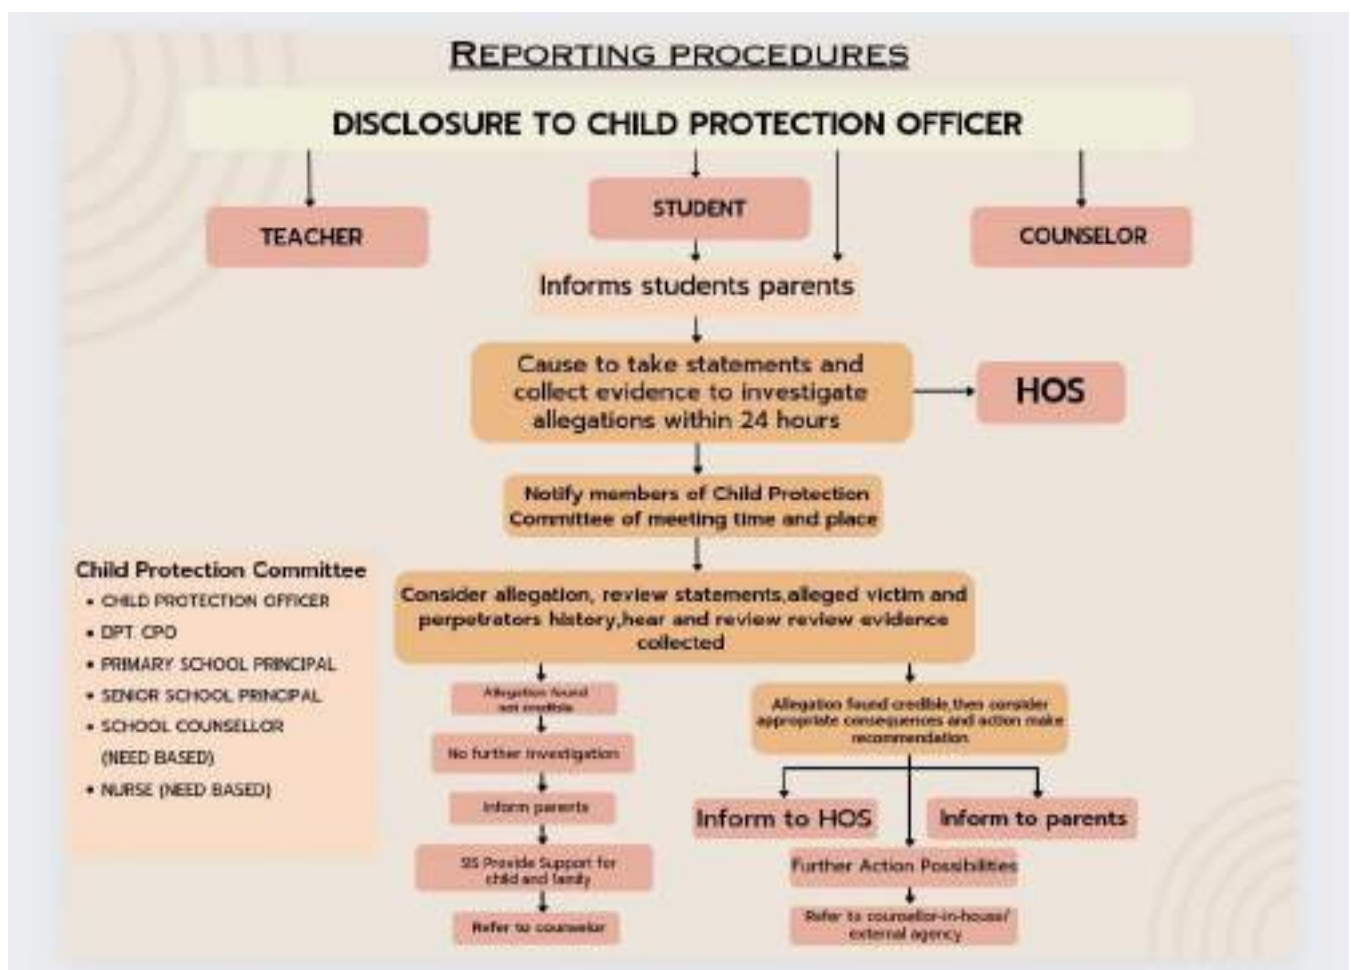 REPORTING PROCEDURES
DISCLOSURE TO CHILD PROTECTION OFFICER
TEACHER
STUDENT
COUNSELOR
Informs students parents
Cause to take statements and
collect evidence to investigate
allegations within 24 hours
HOS
Notify members of Child Protection
Committee of meeting time and place
Consider allegation, review statements,alleged victim and
perpetrators history,hear and review review evidence
collected
Child Protection Committee
• CHILD PROTECTION OFFICER
• DPT CPO
• PRIMARY SCHOOL PRINCIPAL
• SENIOR SCHOOL PRINCIPAL
• SCHOOL COUNSELLOR
(NEED BASED)
• NURSE (NEED BASED)
Allegation found
not credible
No further investigation
Inform parents
SIS Provide Support for
child and family
Refer to counselor
Allegation found credible,then consider
appropriate consequences and action make
recommendation
Inform to HOS
Inform to parents
Further Action Possibilities
Refer to counsellor-in-house/
external agency